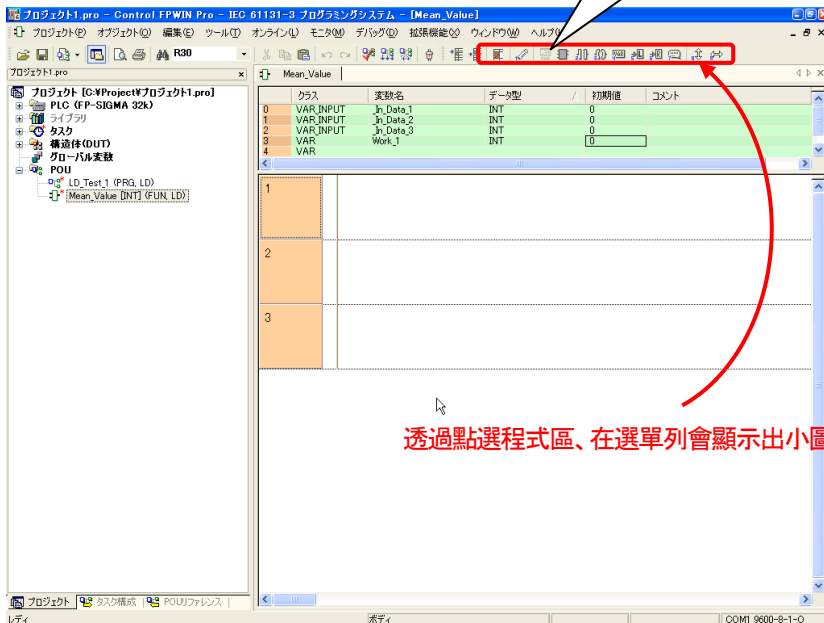 プロジェクト1.pro - Control FPWIN Pro - IEC 61131-3 プログラミングシステム - [Mean_Value]
プロジェクト(P) オブジェクト(O) 編集(E) ツール(T) オンライン(L) モニタ(M) デバッグ(D) 拡張機能(X) ウィンドウ(W) ヘルプ
R30
プロジェクト1.pro
プロジェクト [C:¥Project¥プロジェクト1.pro]
PLC (FP-SIGMA 32k)
ライブラリ
タスク
構造体(DUT)
グローバル変数
POU
LD_Test_1 (PRG, LD)
Mean_Value [INT] (FUN, LD)
Mean_Value
クラス 変数名 データ型 初期値 コメント
0 VAR_INPUT _In_Data_1 INT 0
1 VAR_INPUT _In_Data_2 INT 0
2 VAR_INPUT _In_Data_3 INT 0
3 VAR Work_1 INT 0
4 VAR
1
2
3
透過點選程式區、在選單列會顯示出小圖
プロジェクト タスク構成 POUリファレンス
レディ ボディ COM1 9600-8-1-O